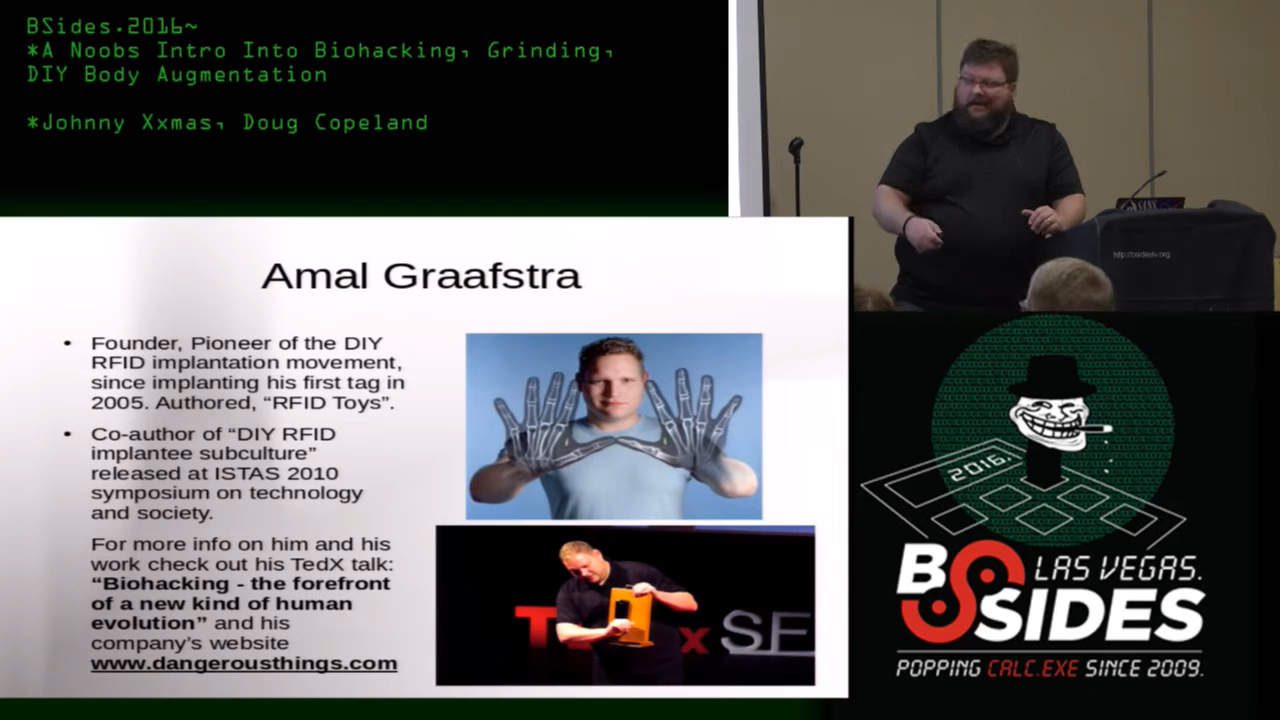 BSides.2016~
*A Noobs Intro Into Biohacking, Grinding,
DIY Body Augmentation
*Johnny Xxmas, Doug Copeland
Amal Graafstra
• Founder, Pioneer of the DIY
RFID implantation movement,
since implanting his first tag in
2005. Authored, “RFID Toys”.
• Co-author of “DIY RFID
implantee subculture”
released at ISTAS 2010
symposium on technology
and society.
For more info on him and his
work check out his TedX talk:
“Biohacking - the forefront
of a new kind of human
evolution” and his
company’s website
www.dangerousthings.com
x SE
http://bsideslv.org
2016.
BSIDES
LAS VEGAS.
POPPING CALC.EXE SINCE 2009.